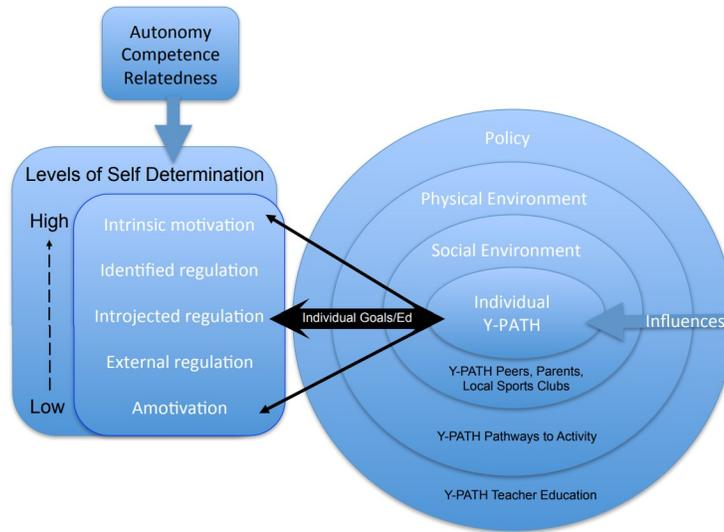 Autonomy
Competence
Relatedness
Levels of Self Determination
High
Intrinsic motivation
Identified regulation
Introjected regulation
External regulation
Amotivation
Low
Individual Goals/Ed
Policy
Physical Environment
Social Environment
Individual
Y-PATH
Influences
Y-PATH Peers, Parents,
Local Sports Clubs
Y-PATH Pathways to Activity
Y-PATH Teacher Education